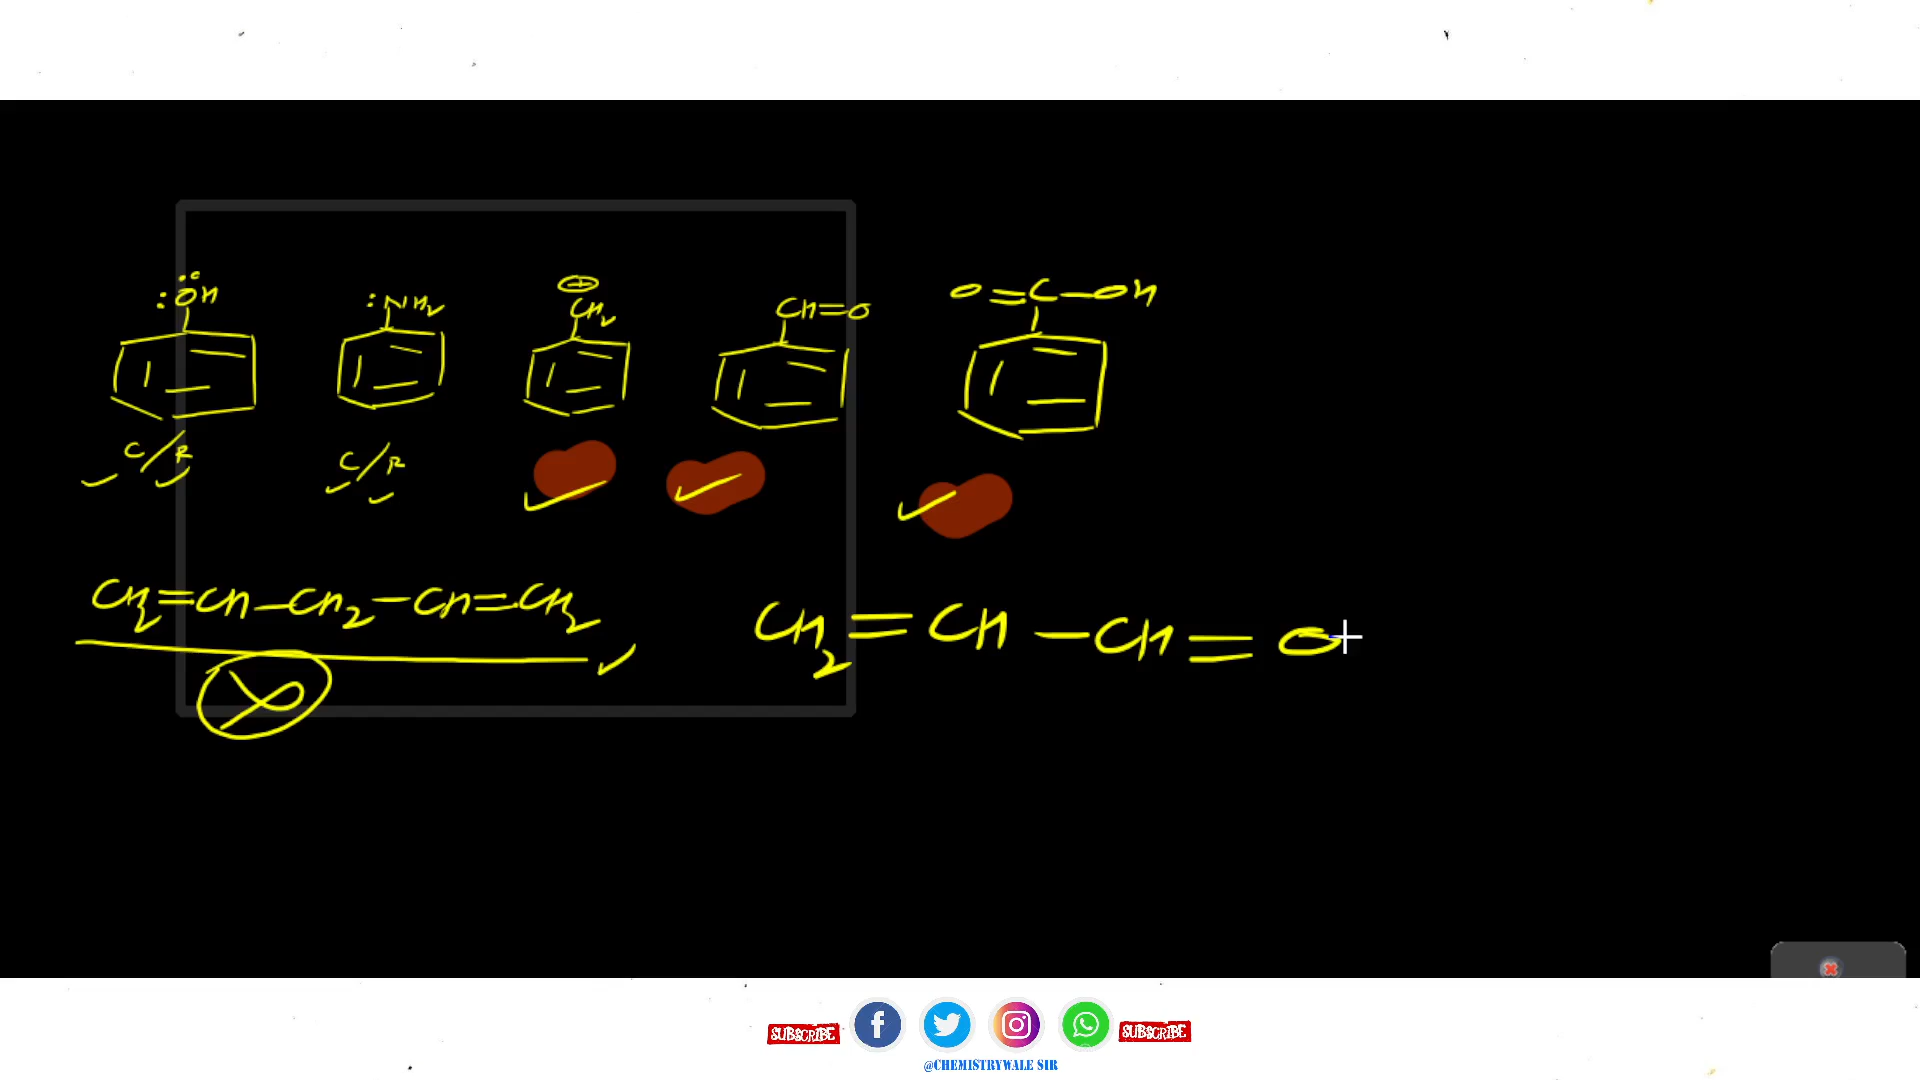 :ÖH :NH₂ ⊕ CH₂ CH=O O=C–OH
C/R C/R
CH₂=CH–CH₂–CH=CH₂ CH₂=CH–CH=O
SUBSCRIBE SUBSCRIBE
@CHEMISTRYWALE SIR